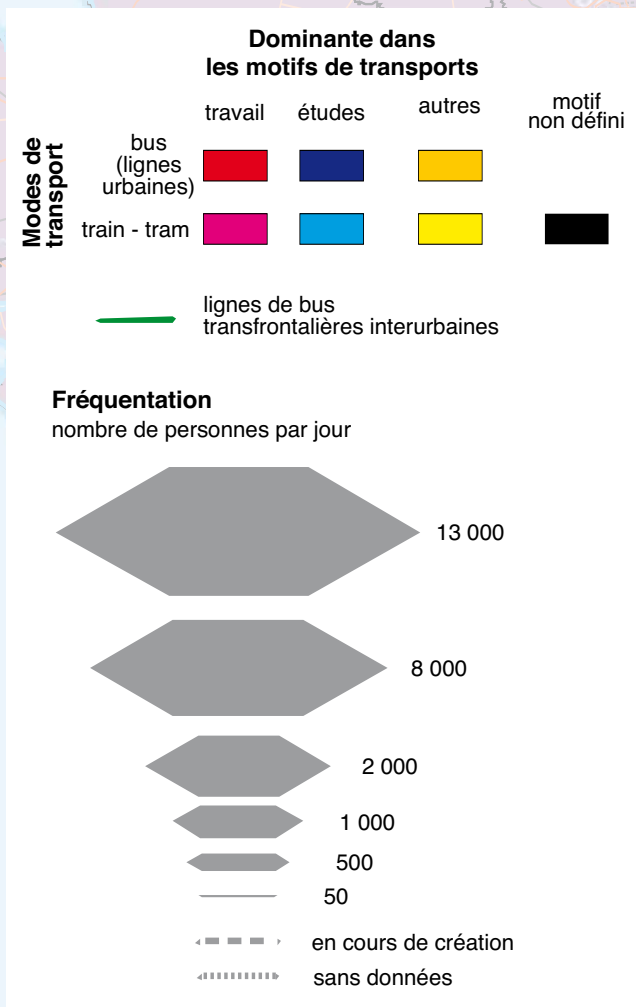 Dominante dans
les motifs de transports
travail
études
autres
motif
non défini
Modes de
transport
bus
(lignes
urbaines)
train - tram
lignes de bus
transfrontalières interurbaines
Fréquentation
nombre de personnes par jour
13 000
8 000
2 000
1 000
500
50
en cours de création
sans données